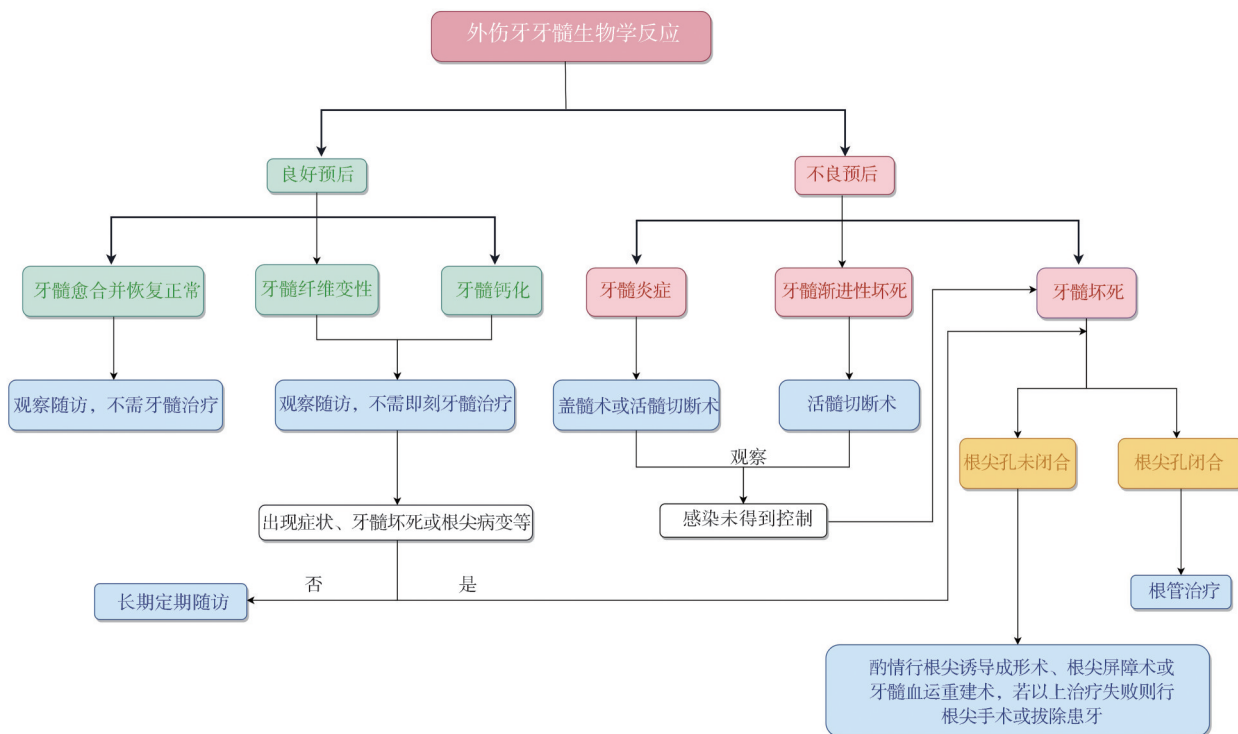 外伤牙牙髓生物学反应
良好预后
不良预后
牙髓愈合并恢复正常
牙髓纤维变性
牙髓钙化
牙髓炎症
牙髓渐进性坏死
牙髓坏死
观察随访，不需牙髓治疗
观察随访，不需即刻牙髓治疗
盖髓术或活髓切断术
活髓切断术
观察
根尖孔未闭合
根尖孔闭合
出现症状、牙髓坏死或根尖病变等
感染未得到控制
否
是
长期定期随访
根管治疗
酌情行根尖诱导成形术、根尖屏障术或
牙髓血运重建术，若以上治疗失败则行
根尖手术或拔除患牙